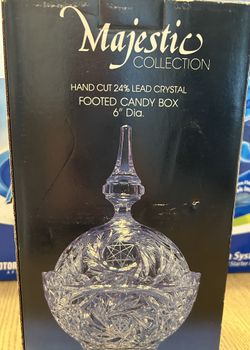 Majestic
COLLECTION
HAND CUT 24% LEAD CRYSTAL
FOOTED CANDY BOX
6" Dia.